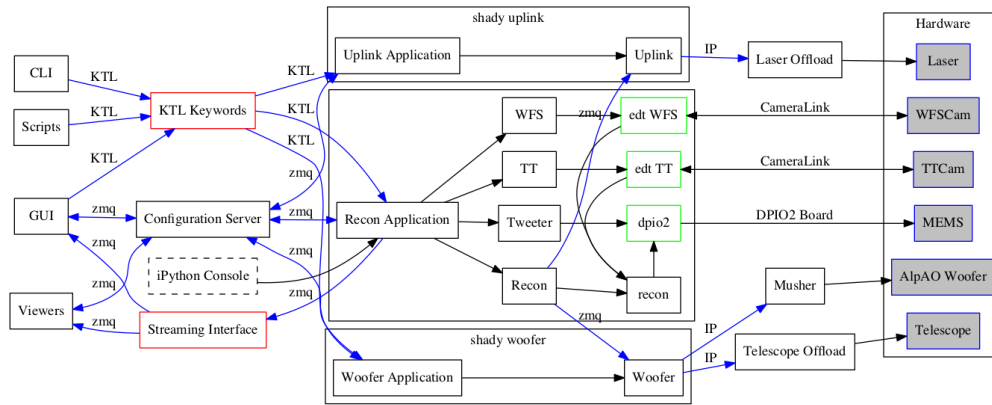 shady uplink
Hardware
Uplink Application
Uplink
IP
Laser Offload
Laser
CLI
KTL
KTL
Scripts
KTL
KTL Keywords
KTL
KTL
KTL
WFS
zmq
edt WFS
CameraLink
WFSCam
zmq
TT
edt TT
CameraLink
TTCam
GUI
zmq
Configuration Server
zmq
Recon Application
Tweeter
dpio2
DPIO2 Board
MEMS
zmq
iPython Console
zmq
Viewers
zmq
Streaming Interface
zmq
Recon
recon
zmq
Musher
AlpAO Woofer
shady woofer
IP
IP
Telescope Offload
Telescope
Woofer Application
Woofer